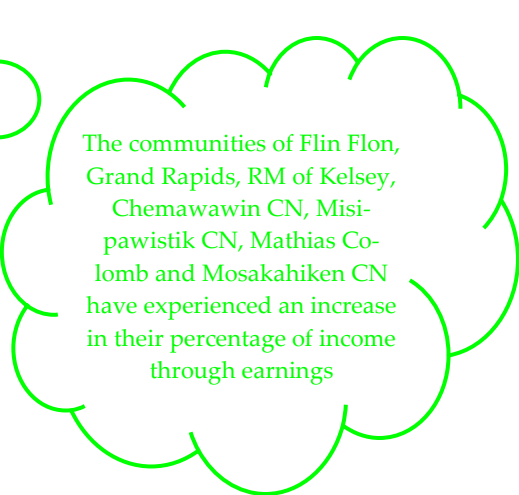 The communities of Flin Flon,
Grand Rapids, RM of Kelsey,
Chemawawin CN, Misi-
pawistik CN, Mathias Co-
lomb and Mosakahiken CN
have experienced an increase
in their percentage of income
through earnings